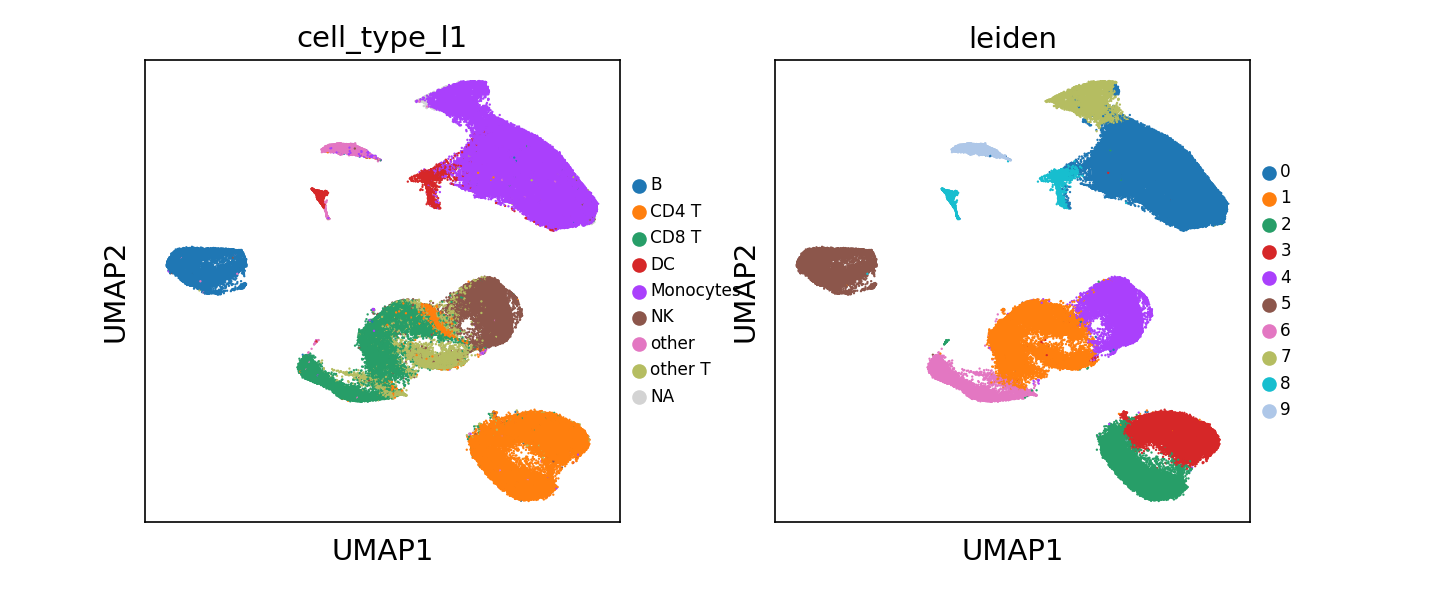 cell_type_l1
UMAP2
UMAP1
B
CD4 T
CD8 T
DC
Monocytes
NK
other
other T
NA
leiden
UMAP2
UMAP1
0
1
2
3
4
5
6
7
8
9